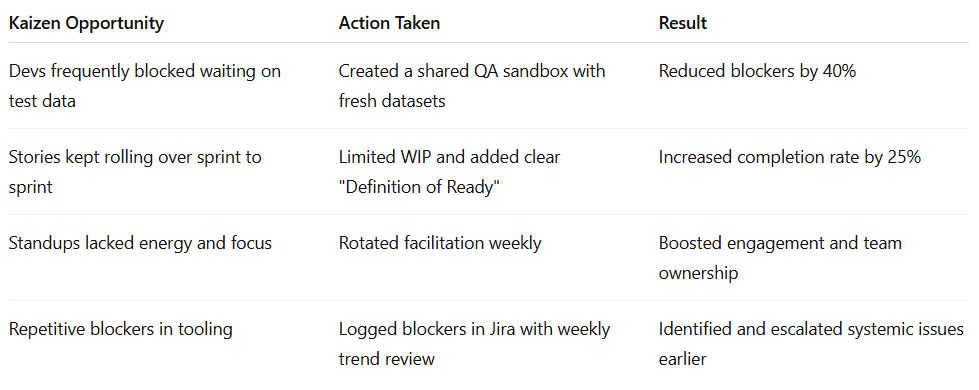 Kaizen Opportunity Action Taken Result
Devs frequently blocked waiting on Created a shared QA sandbox with Reduced blockers by 40%
test data fresh datasets
Stories kept rolling over sprint to Limited WIP and added clear Increased completion rate by 25%
sprint "Definition of Ready"
Standups lacked energy and focus Rotated facilitation weekly Boosted engagement and team
ownership
Repetitive blockers in tooling Logged blockers in Jira with weekly Identified and escalated systemic issues
trend review earlier